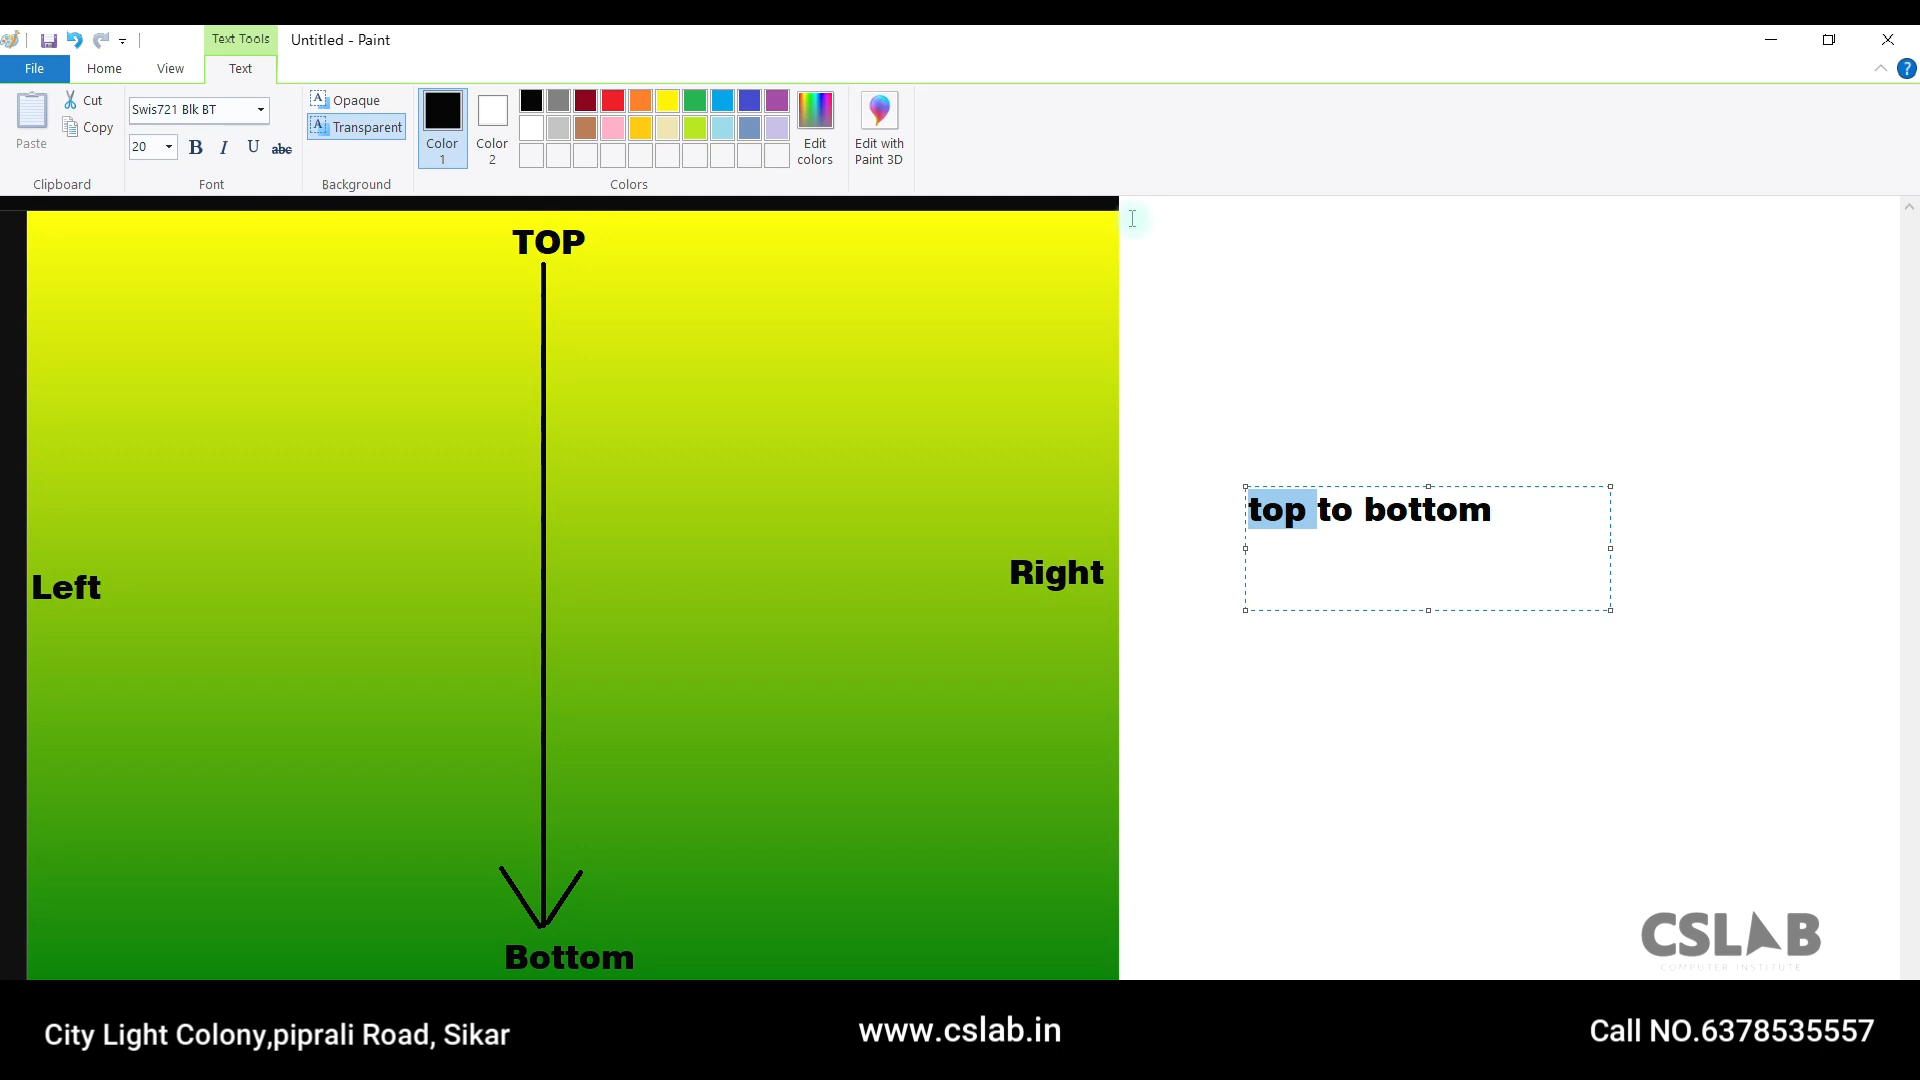 Text Tools
Untitled - Paint
File
Home
View
Text
Paste
Cut
Copy
Clipboard
Swis721 Blk BT
20
B
I
U
abc
Font
Opaque
Transparent
Background
Color
1
Color
2
Colors
Edit
colors
Edit with
Paint 3D
TOP
top to bottom
Left
Right
Bottom
CSLAB
COMPUTER INSTITUTE
City Light Colony,piprali Road, Sikar
www.cslab.in
Call NO.6378535557